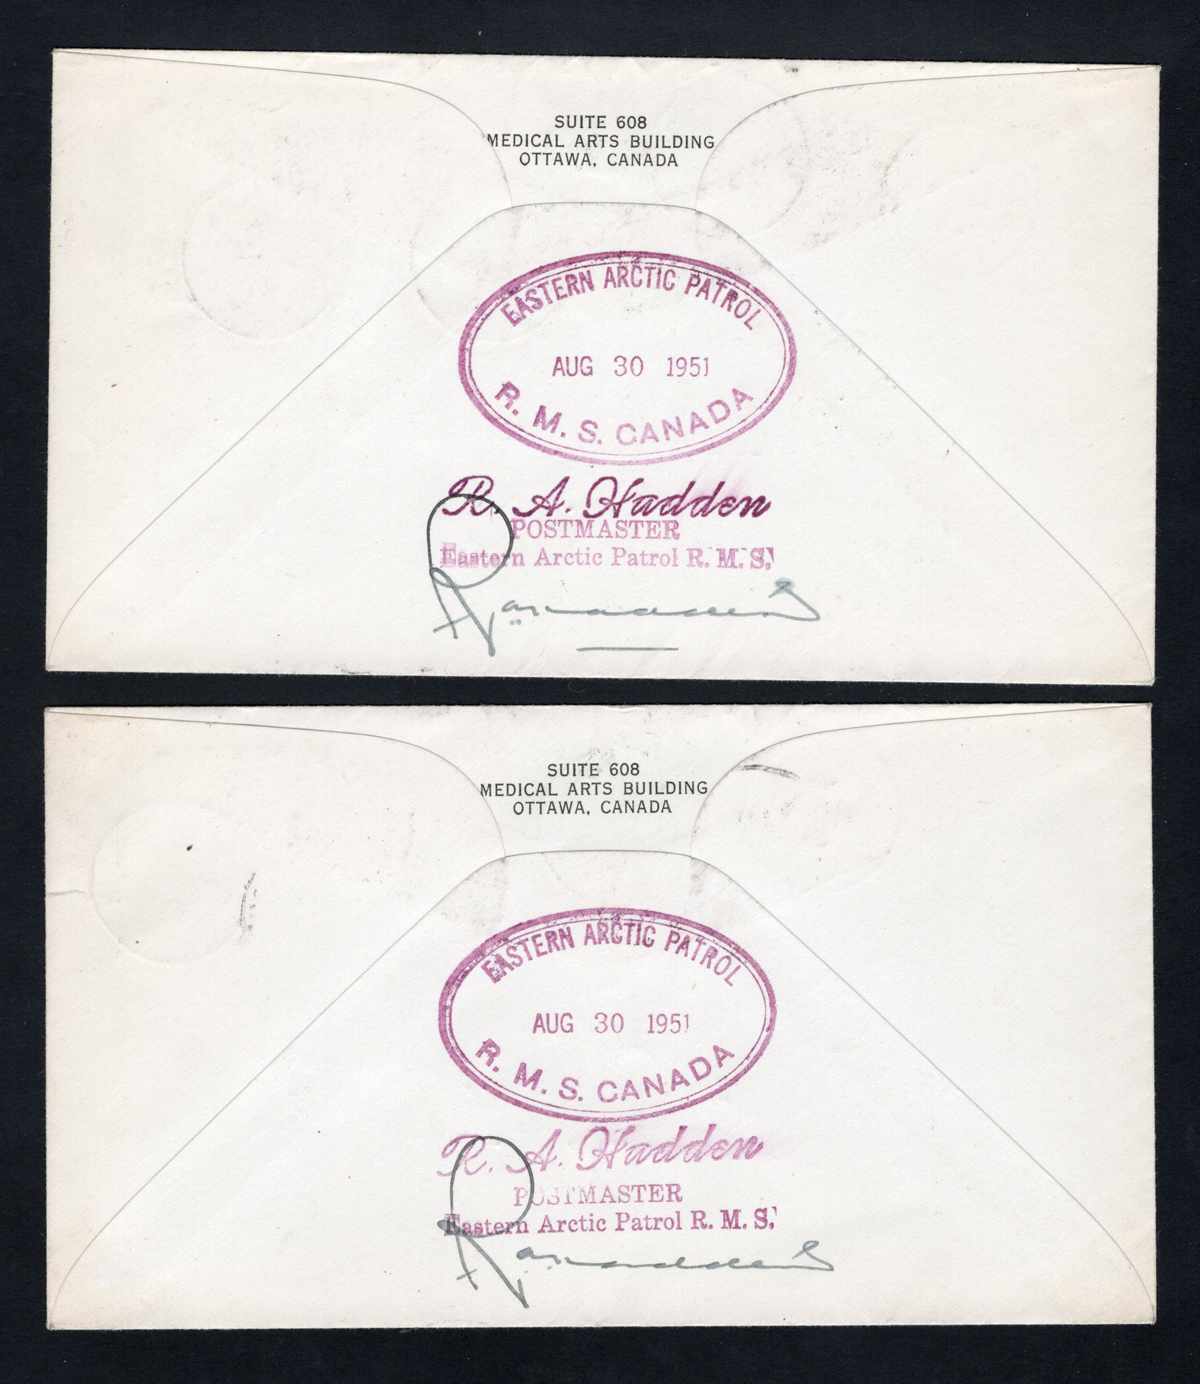 SUITE 608
MEDICAL ARTS BUILDING
OTTAWA, CANADA
EASTERN ARCTIC PATROL
AUG 30 1951
R. M. S. CANADA
R. A. Hadden
POSTMASTER
Eastern Arctic Patrol R. M. S.
SUITE 608
MEDICAL ARTS BUILDING
OTTAWA, CANADA
EASTERN ARCTIC PATROL
AUG 30 1951
R. M. S. CANADA
R. A. Hadden
POSTMASTER
Eastern Arctic Patrol R. M. S.